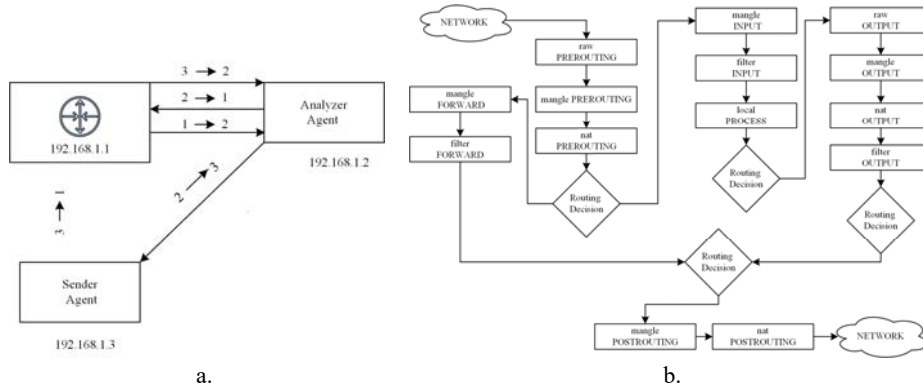 3 → 2
2 → 1
1 → 2
192.168.1.1
Analyzer
Agent
192.168.1.2
2 → 3
3 → 1
Sender
Agent
192.168.1.3
a.
NETWORK
raw
PREROUTING
mangle PREROUTING
nat
PREROUTING
Routing
Decision
mangle
FORWARD
filter
FORWARD
mangle
INPUT
filter
INPUT
local
PROCESS
Routing
Decision
raw
OUTPUT
mangle
OUTPUT
nat
OUTPUT
filter
OUTPUT
Routing
Decision
Routing
Decision
mangle
POSTROUTING
nat
POSTROUTING
NETWORK
b.